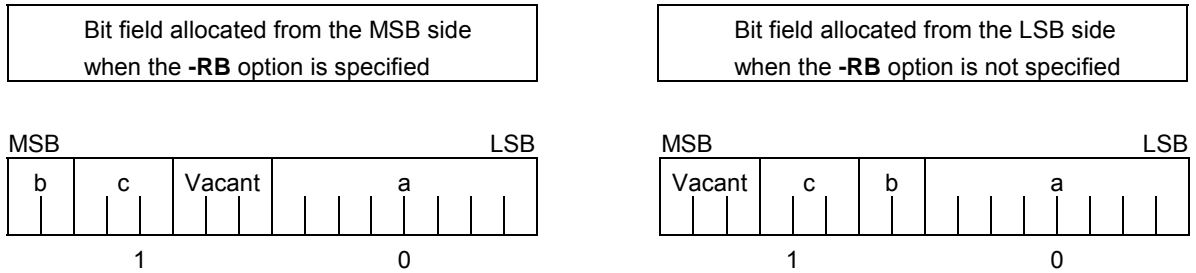 Bit field allocated from the MSB side
when the -RB option is specified
Bit field allocated from the LSB side
when the -RB option is not specified
MSB LSB
b c Vacant a
1 0
MSB LSB
Vacant c b a
1 0